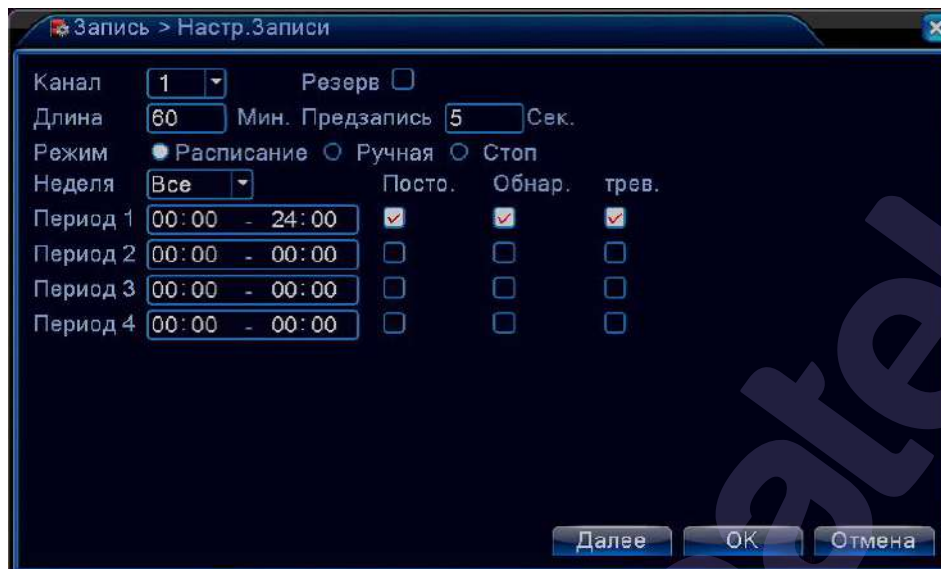 Запись > Настр.Записи
Канал 1 Резерв
Длина 60 Мин. Предзапись 5 Сек.
Режим Расписание Ручная Стоп
Неделя Все Посто. Обнар. трев.
Период 1 00:00 - 24:00
Период 2 00:00 - 00:00
Период 3 00:00 - 00:00
Период 4 00:00 - 00:00
Далее OK Отмена